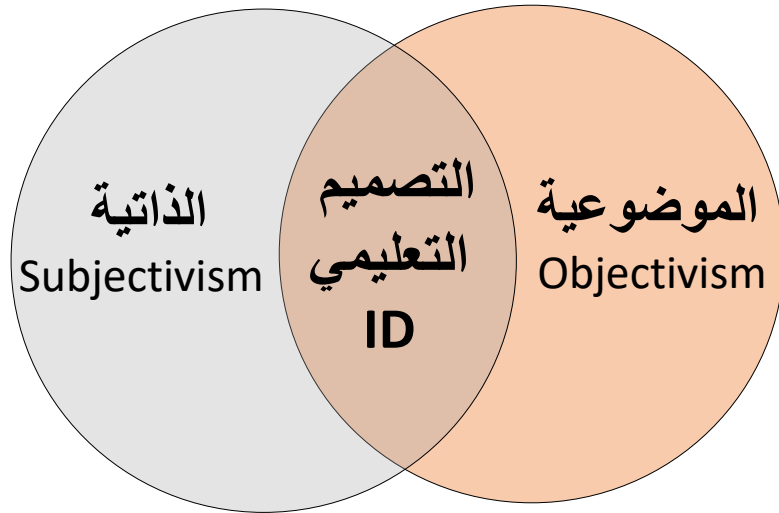 الموضوعية
Objectivism
التصميم
التعليمي
ID
الذاتية
Subjectivism